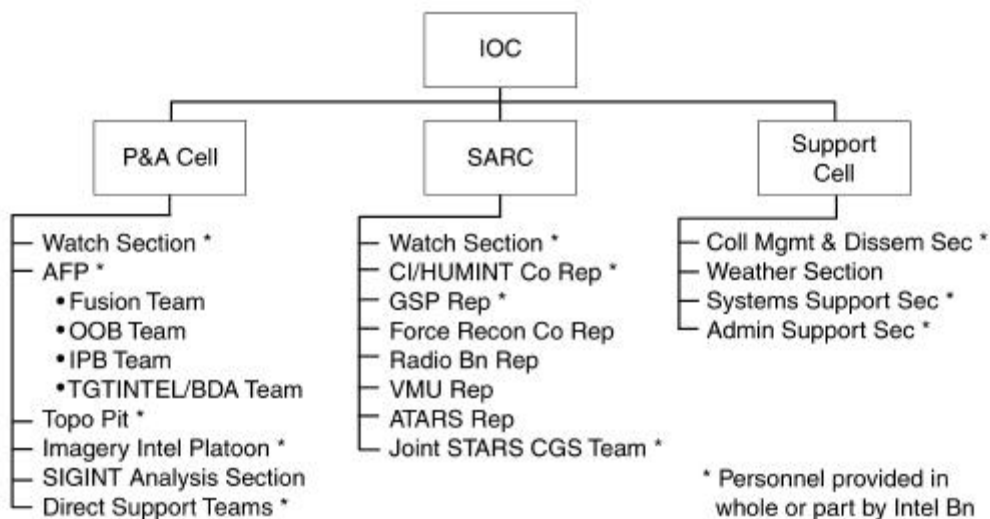 IOC
P&A Cell
Watch Section *
AFP *
• Fusion Team
• OOB Team
• IPB Team
• TGTINTEL/BDA Team
Topo Pit *
Imagery Intel Platoon *
SIGINT Analysis Section
Direct Support Teams *
SARC
Watch Section *
CI/HUMINT Co Rep *
GSP Rep *
Force Recon Co Rep
Radio Bn Rep
VMU Rep
ATARS Rep
Joint STARS CGS Team *
Support
Cell
Coll Mgmt & Dissem Sec *
Weather Section
Systems Support Sec *
Admin Support Sec *
* Personnel provided in
whole or part by Intel Bn